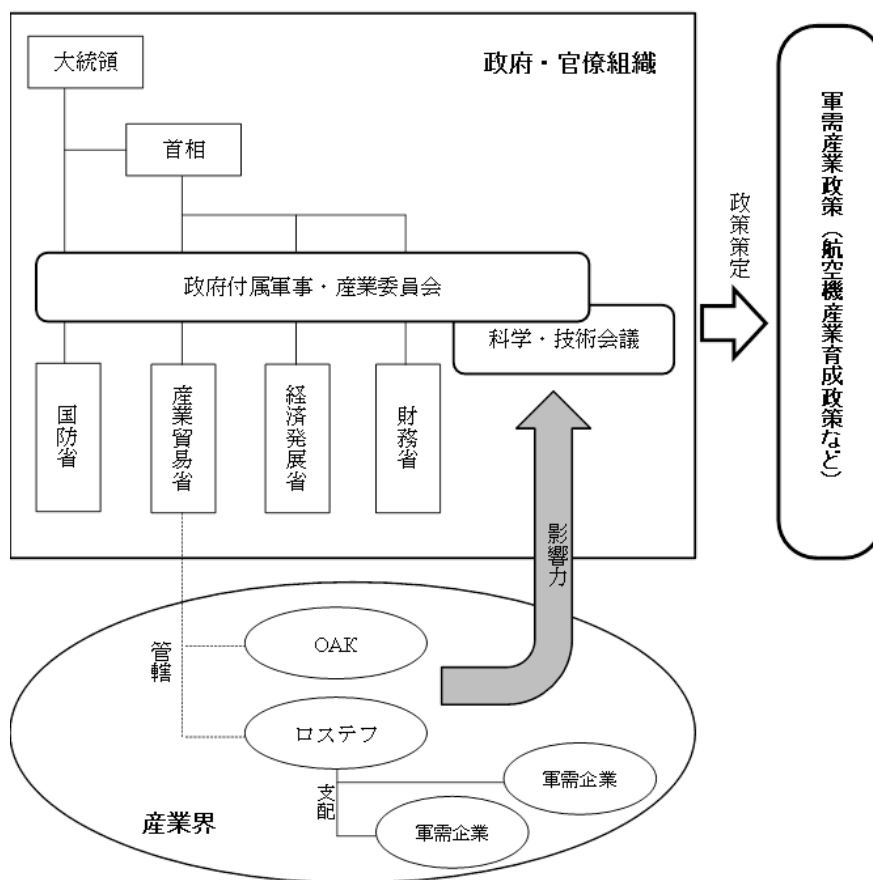 大統領
政府・官僚組織
首相
政府付属軍事・産業委員会
科学・技術会議
国防省
産業貿易省
経済発展省
財務省
政策策定
軍需産業政策（航空機産業育成政策など）
影響力
管轄
OAK
ロステフ
支配
軍需企業
軍需企業
産業界